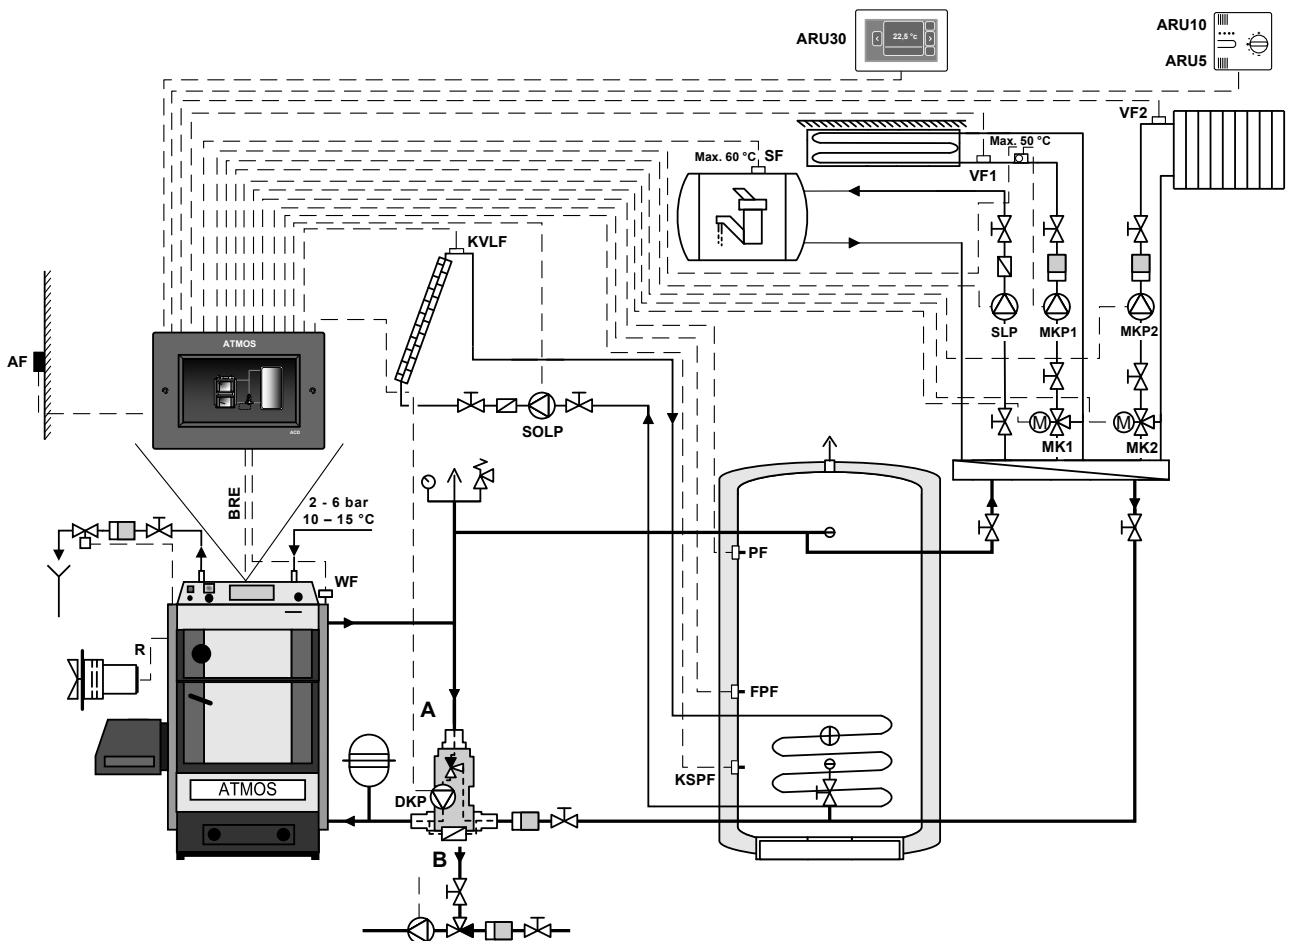 ARU30
22,5 °c
ARU10
ARU5
VF2
Max. 60 °C SF
Max. 50 °C
VF1
KVLF
ATMOS
ACD
AF
SLP
MKP1
MKP2
SOLP
M
M
MK1
MK2
BRE
2 - 6 bar
10 – 15 °C
WF
PF
R
FPF
A
KSPF
ATMOS
DKP
B